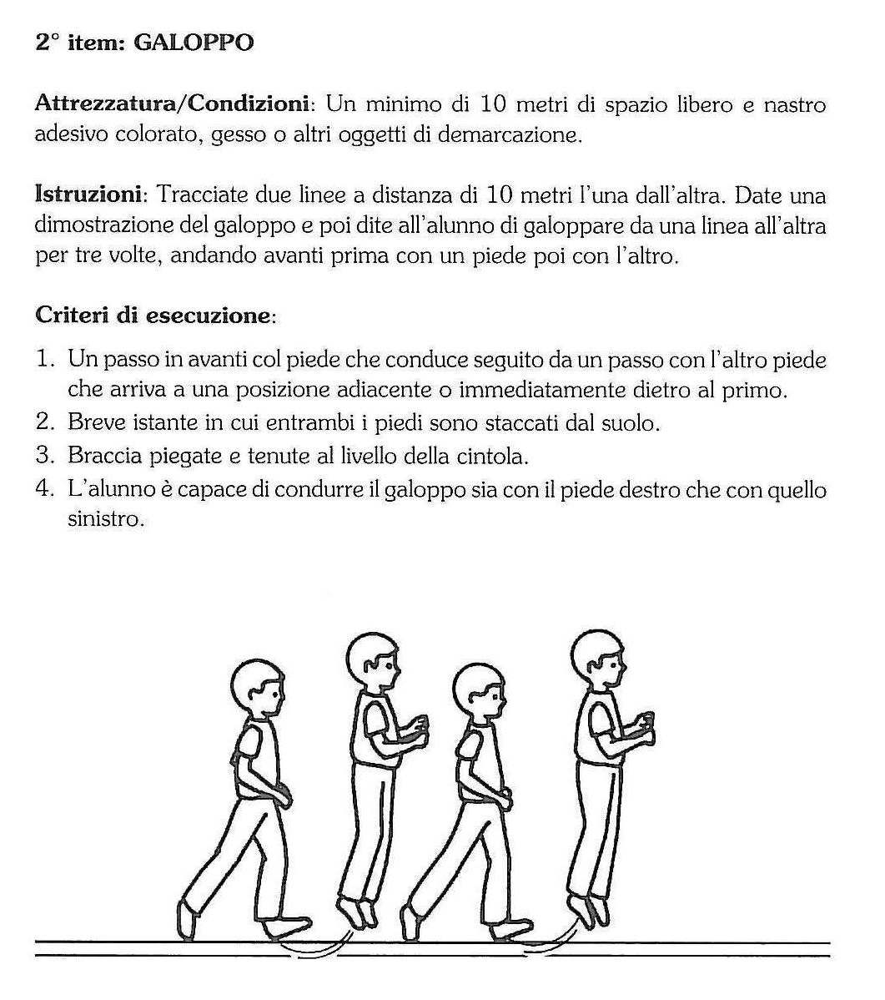 2° item: GALOPPO
Attrezzatura/Condizioni: Un minimo di 10 metri di spazio libero e nastro
adesivo colorato, gesso o altri oggetti di demarcazione.
Istruzioni: Tracciate due linee a distanza di 10 metri l'una dall'altra. Date una
dimostrazione del galoppo e poi dite all'alunno di galoppare da una linea all'altra
per tre volte, andando avanti prima con un piede poi con l'altro.
Criteri di esecuzione:
1. Un passo in avanti col piede che conduce seguito da un passo con l'altro piede
che arriva a una posizione adiacente o immediatamente dietro al primo.
2. Breve istante in cui entrambi i piedi sono staccati dal suolo.
3. Braccia piegate e tenute al livello della cintola.
4. L'alunno è capace di condurre il galoppo sia con il piede destro che con quello
sinistro.